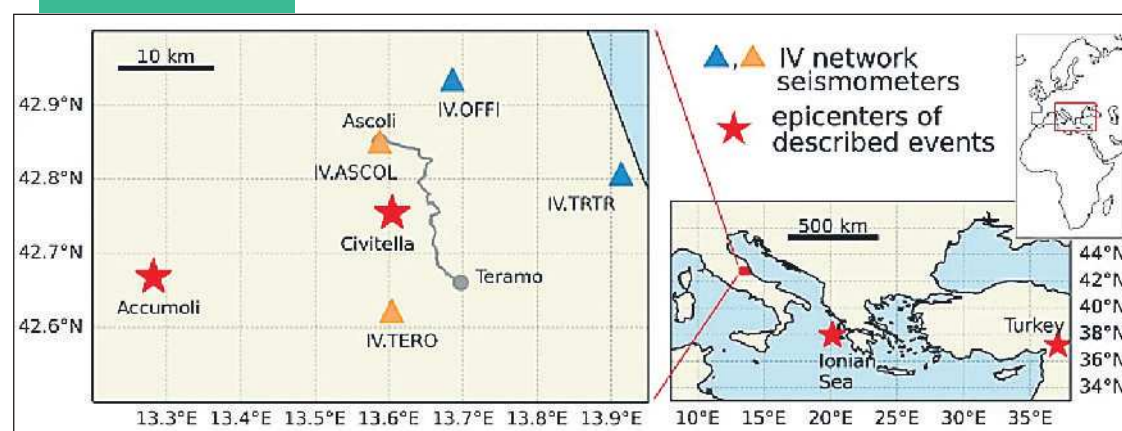 10 km
42.9°N
42.8°N
42.7°N
42.6°N
Ascoli
IV.OFFI
IV.ASCOL
IV.TRTR
Civitella
Teramo
Accumoli
IV.TERO
13.3°E 13.4°E 13.5°E 13.6°E 13.7°E 13.8°E 13.9°E
, IV network
seismometers
epicenters of
described events
500 km
44°N
42°N
40°N
38°N
36°N
34°N
Turkey
Ionian
Sea
10°E 15°E 20°E 25°E 30°E 35°E